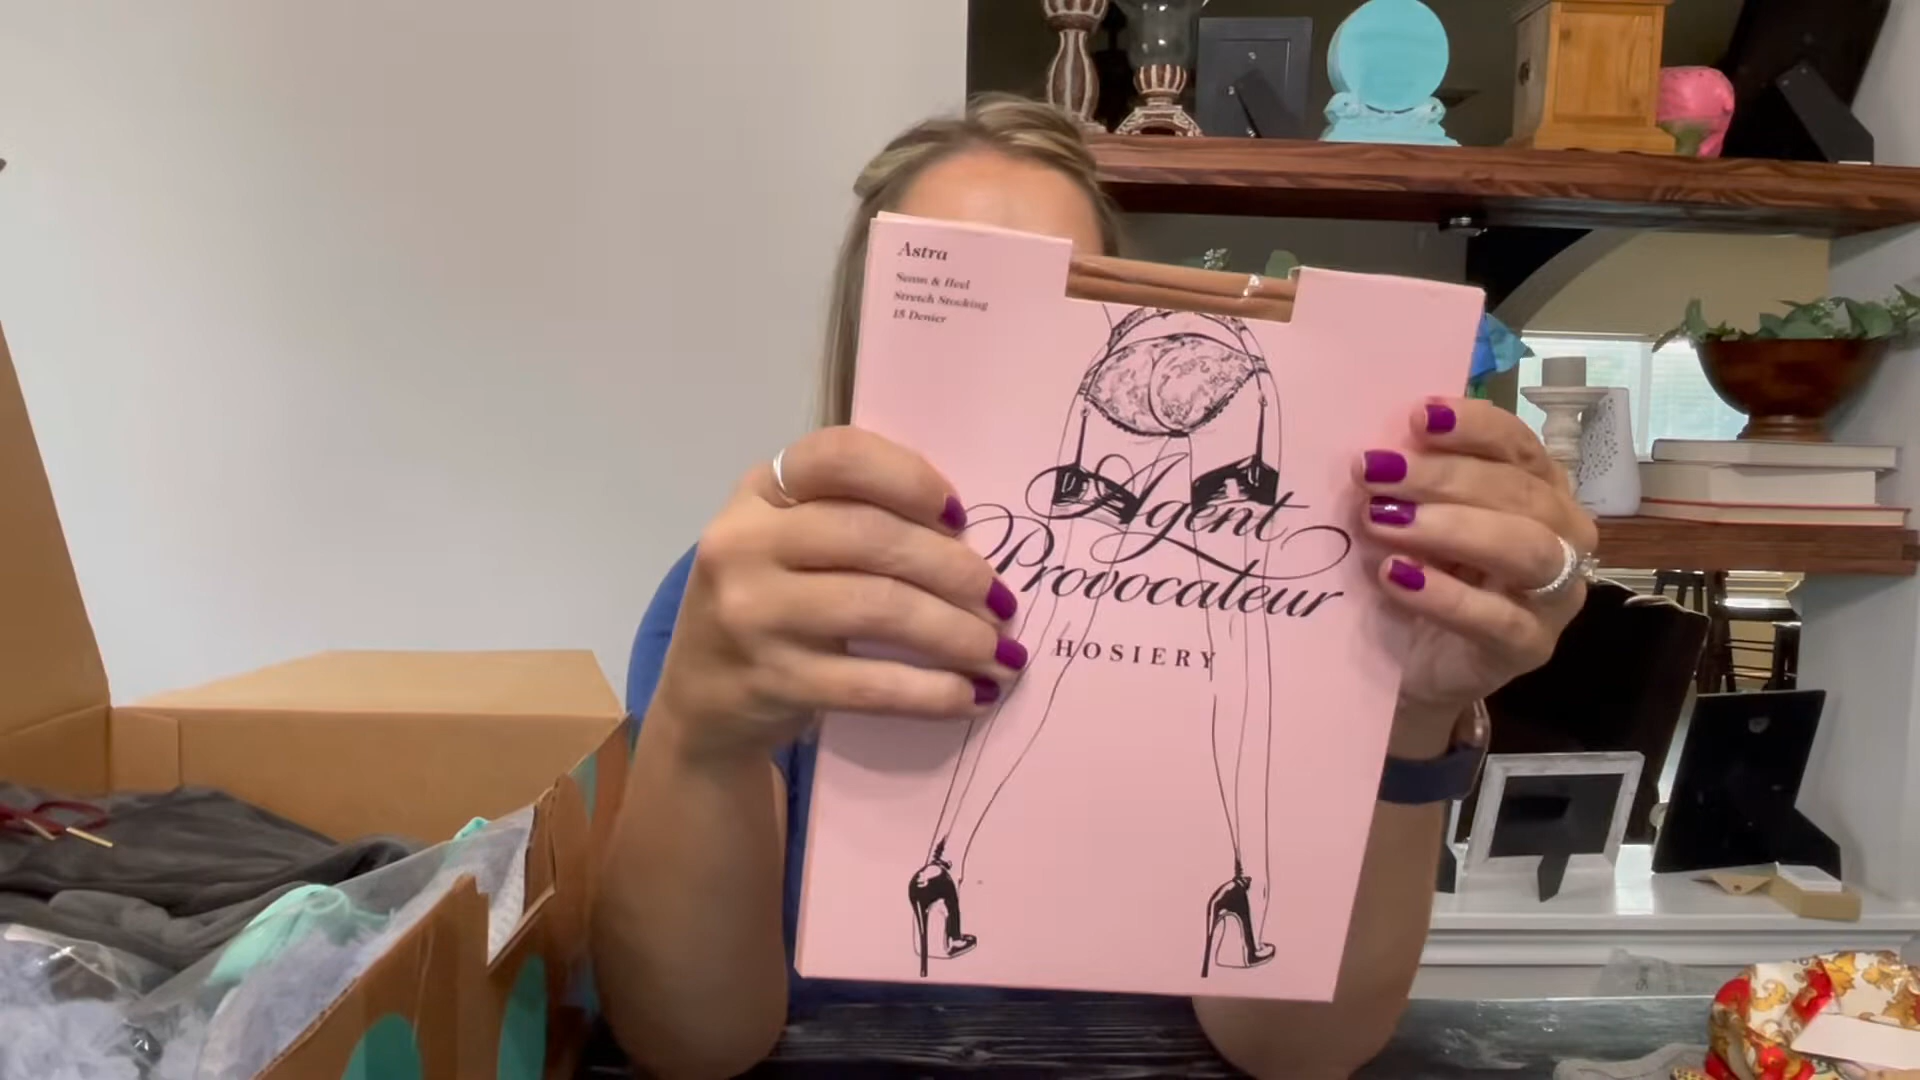 Astra
Seam & Heel
Stretch Stocking
15 Denier
Agent
Provocateur
HOSIERY